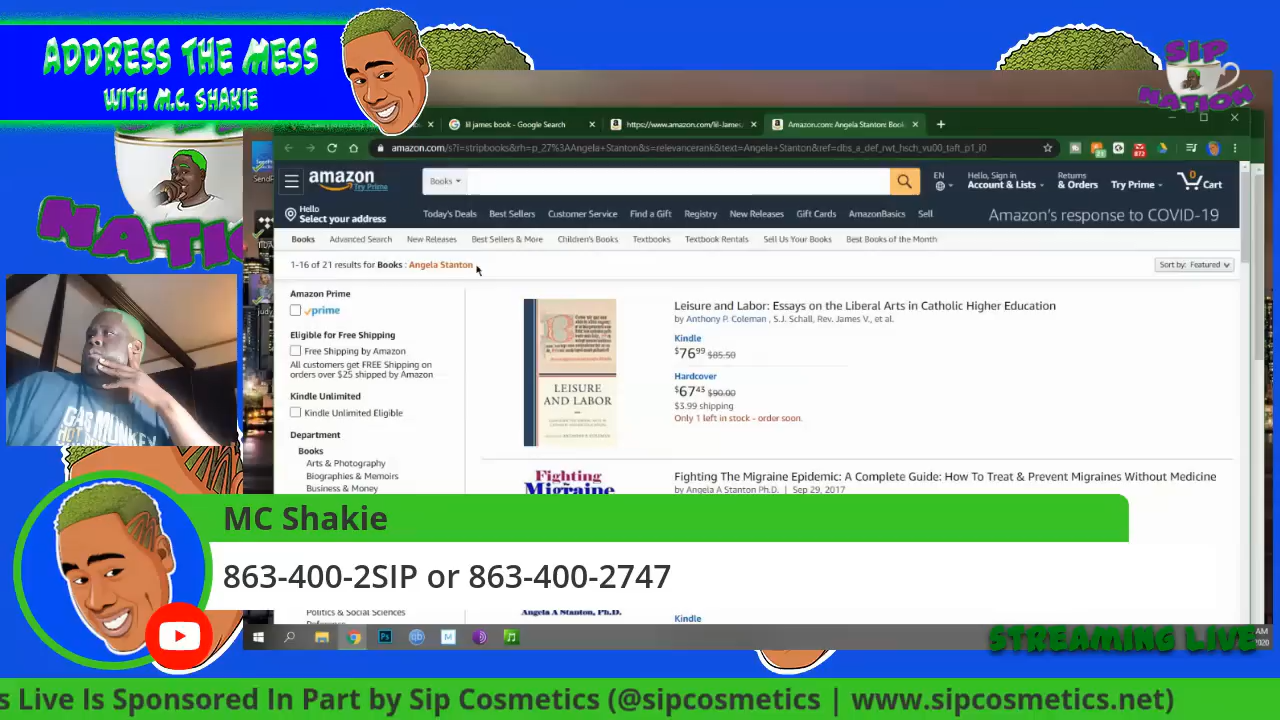 ADDRESS THE MESS
WITH M.C. SHAKIE
SIP
NATION
lil james book - Google Search
https://www.amazon.com/lil-James
Amazon.com: Angela Stanton: Book
amazon.com/s?i=stripbooks&rh=p_27%3AAngela+Stanton&s=relevancerank&text=Angela+Stanton&ref=dbs_a_def_rwt_hsch_vu00_taft_p1_i0
872
amazon
Try Prime
Books
EN
Hello, Sign in
Account & Lists
Returns
& Orders
Try Prime
0
Cart
Hello
Select your address
Today's Deals
Best Sellers
Customer Service
Find a Gift
Registry
New Releases
Gift Cards
AmazonBasics
Sell
Amazon's response to COVID-19
Books
Advanced Search
New Releases
Best Sellers & More
Children's Books
Textbooks
Textbook Rentals
Sell Us Your Books
Best Books of the Month
1-16 of 21 results for Books : Angela Stanton
Sort by: Featured
Amazon Prime
prime
Eligible for Free Shipping
Free Shipping by Amazon
All customers get FREE Shipping on
orders over $25 shipped by Amazon
Kindle Unlimited
Kindle Unlimited Eligible
Department
Books
Arts & Photography
Biographies & Memoirs
Business & Money
Politics & Social Sciences
LEISURE
AND LABOR
Leisure and Labor: Essays on the Liberal Arts in Catholic Higher Education
by Anthony P. Coleman , S.J. Schall, Rev. James V., et al.
Kindle
$76.99 $85.50
Hardcover
$67.43 $90.00
$3.99 shipping
Only 1 left in stock - order soon.
Fighting
Migraine
Angela A Stanton, Ph.D.
Fighting The Migraine Epidemic: A Complete Guide: How To Treat & Prevent Migraines Without Medicine
by Angela A Stanton Ph.D. | Sep 29, 2017
Kindle
NATIO
GAS MONKEY
MC Shakie
863-400-2SIP or 863-400-2747
STREAMING LIVE
AM
2020
s Live Is Sponsored In Part by Sip Cosmetics (@sipcosmetics | www.sipcosmetics.net)